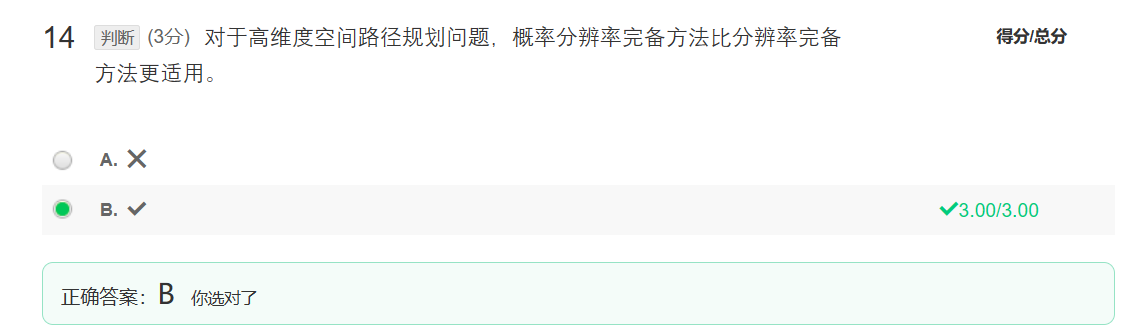 14 判断 (3分) 对于高维度空间路径规划问题，概率分辨率完备方法比分辨率完备 得分/总分
方法更适用。
A. ✕
B. ✓ ✓3.00/3.00
正确答案：B 你选对了